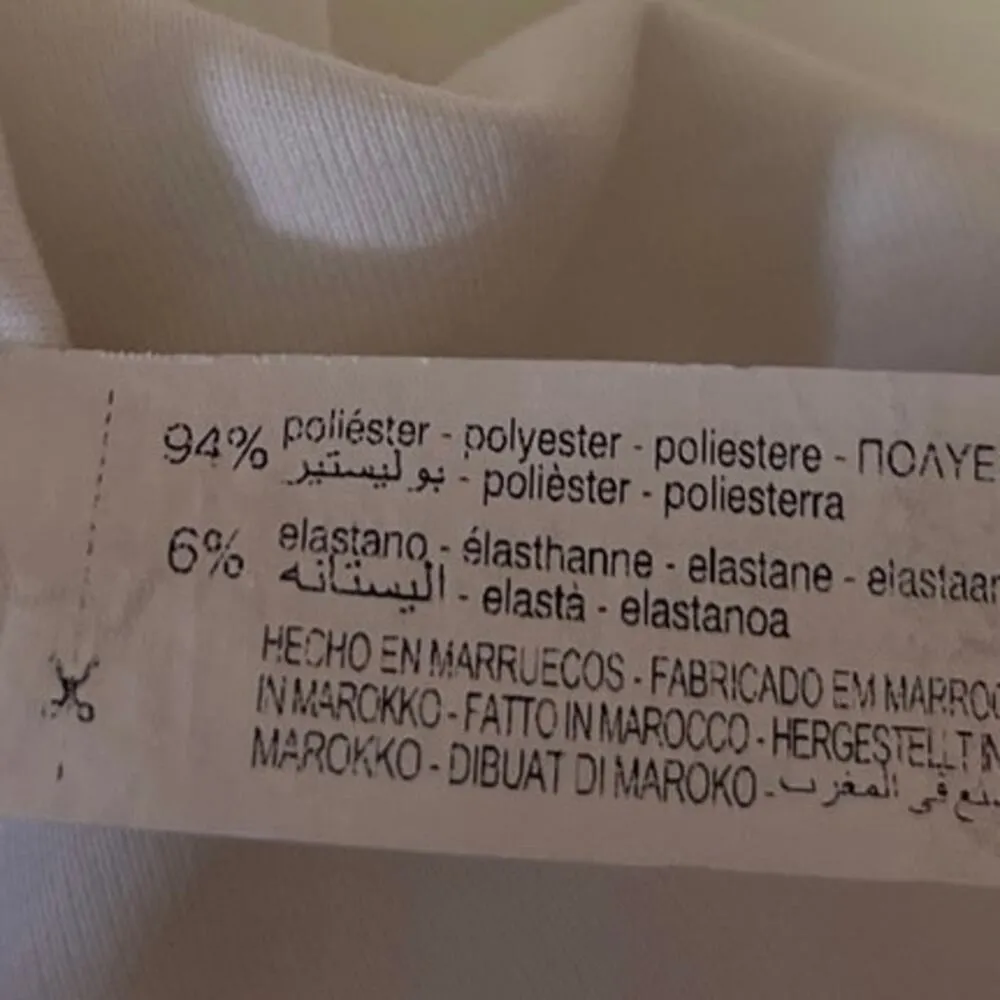 94% poliéster - polyester - poliestere - ΠΟΛΥΕ
بوليستير - polièster - poliesterra
6% elastano - élasthanne - elastane - elastaan
اليستانه - elastà - elastanoa
HECHO EN MARRUECOS - FABRICADO EM MARROC
IN MAROKKO - FATTO IN MAROCCO - HERGESTELLT IN
MAROKKO - DIBUAT DI MAROKO - صنع في المغرب